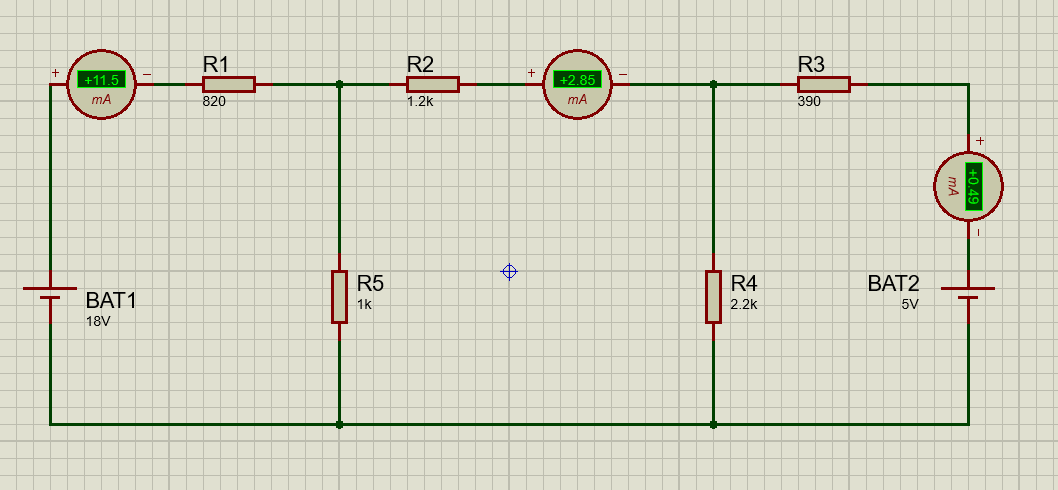 R1
R2
R3
+ +11.5 −
mA
820
1.2k
+ +2.85 −
mA
390
+
+0.49
mA
−
BAT1
18V
R5
1k
R4
2.2k
BAT2
5V